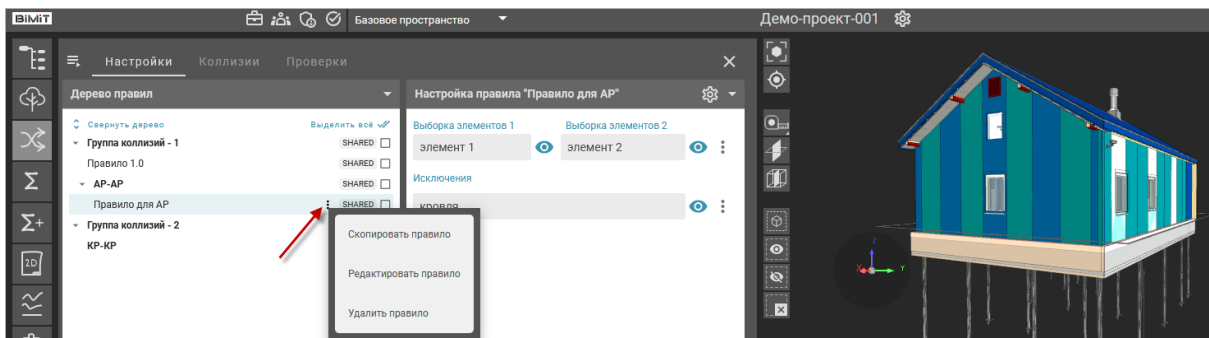 BIMIT
Базовое пространство
Демо-проект-001
Настройки Коллизии Проверки
Дерево правил
Настройка правила "Правило для АР"
Свернуть дерево
Выделить всё
Выборка элементов 1
Выборка элементов 2
Группа коллизий - 1
SHARED
элемент 1
элемент 2
Правило 1.0
SHARED
АР-АР
SHARED
Исключения
Правило для АР
SHARED
кровля
Группа коллизий - 2
КР-КР
Скопировать правило
Редактировать правило
Удалить правило
Σ
Σ+
2D
Z
X
Y